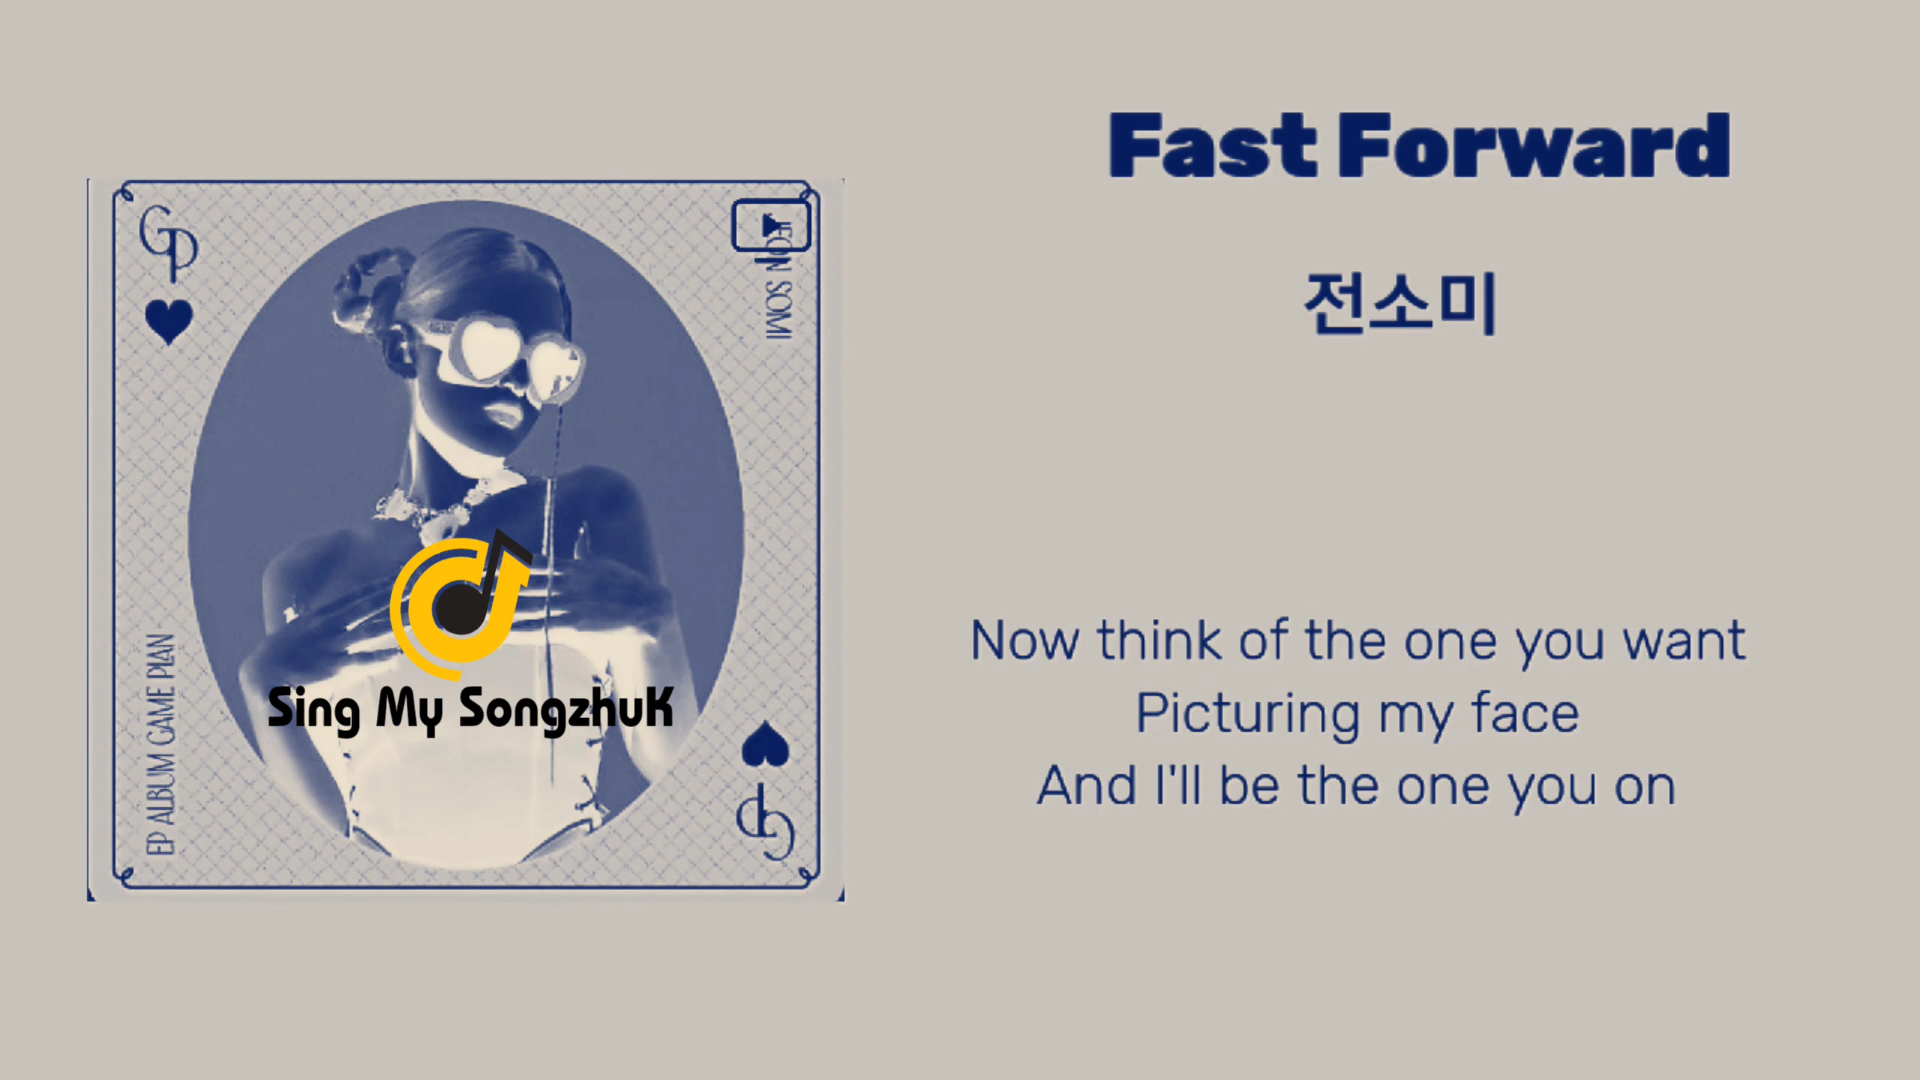 Fast Forward
전소미
GP
JEON SOMI
EP ALBUM GAME PLAN
Sing My SongzhuK
GP
Now think of the one you want
Picturing my face
And I'll be the one you on